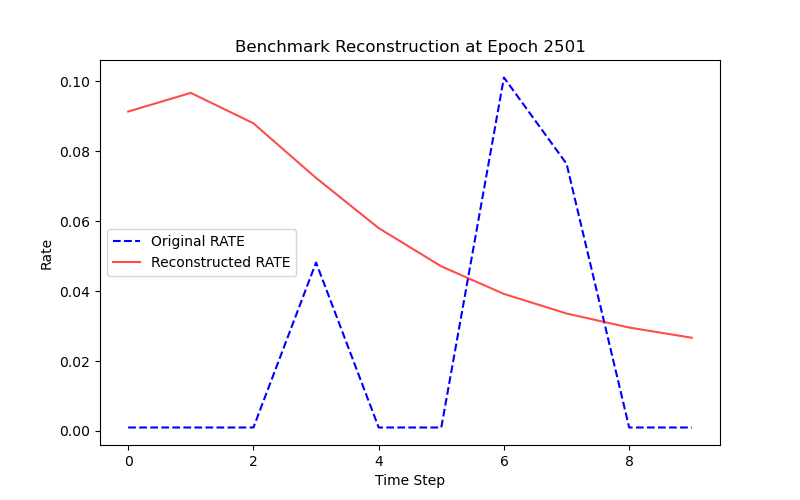 Benchmark Reconstruction at Epoch 2501
0.10
0.08
0.06
0.04
0.02
0.00
Rate
Original RATE
Reconstructed RATE
0 2 4 6 8
Time Step